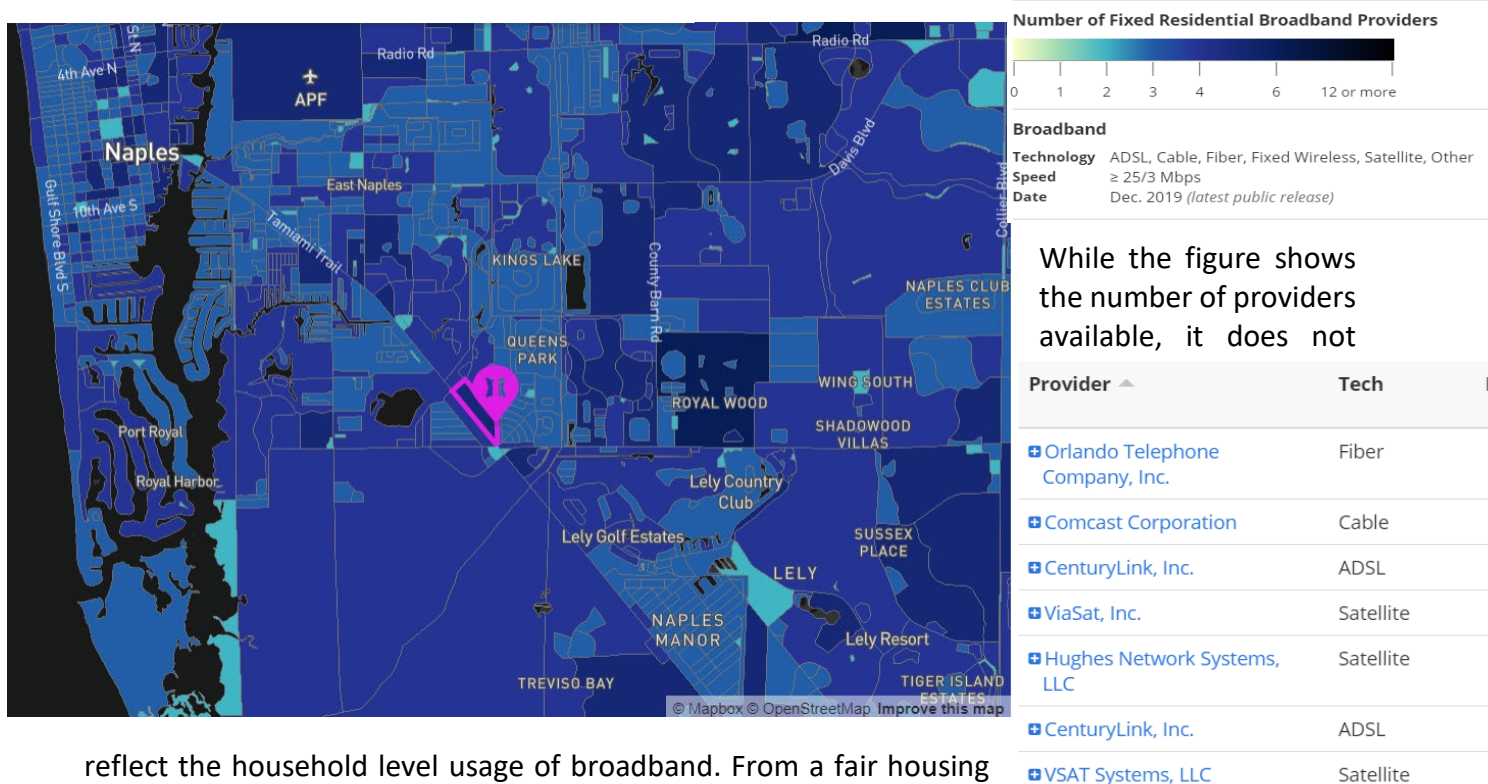 St N
4th Ave N
Radio Rd
Radio Rd
APF
Davis Blvd
Naples
East Naples
Gulf Shore Blvd S
10th Ave S
Tamiami Trail
KINGS LAKE
County Barn Rd
Collier Blvd
NAPLES CLUB
ESTATES
QUEENS
PARK
WING SOUTH
ROYAL WOOD
SHADOWOOD
VILLAS
Port Royal
Royal Harbor
Lely Country
Club
Lely Golf Estates
SUSSEX
PLACE
LELY
NAPLES
MANOR
Lely Resort
TREVISO BAY
TIGER ISLAND
ESTATES
© Mapbox © OpenStreetMap Improve this map
Number of Fixed Residential Broadband Providers
0 1 2 3 4 6 12 or more
Broadband
Technology ADSL, Cable, Fiber, Fixed Wireless, Satellite, Other
Speed ≥ 25/3 Mbps
Date Dec. 2019 (latest public release)
While the figure shows
the number of providers
available, it does not
Provider Tech
Orlando Telephone Fiber
Company, Inc.
Comcast Corporation Cable
CenturyLink, Inc. ADSL
ViaSat, Inc. Satellite
Hughes Network Systems, Satellite
LLC
CenturyLink, Inc. ADSL
VSAT Systems, LLC Satellite
reflect the household level usage of broadband. From a fair housing